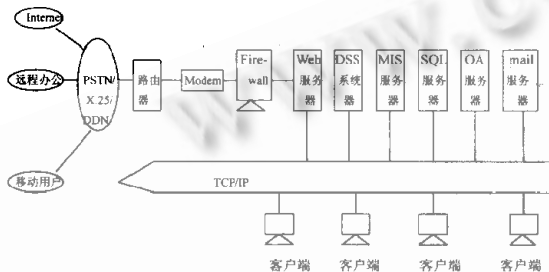 Internet
远程办公
移动用户
PSTN/
X.25/
DDN
路由
器
Modem
Fire-
wall
Web
服务
器
DSS
系统
器
MIS
服务
器
SQL
服务
器
OA
服务
器
mail
服务
器
TCP/IP
客户端
客户端
客户端
客户端